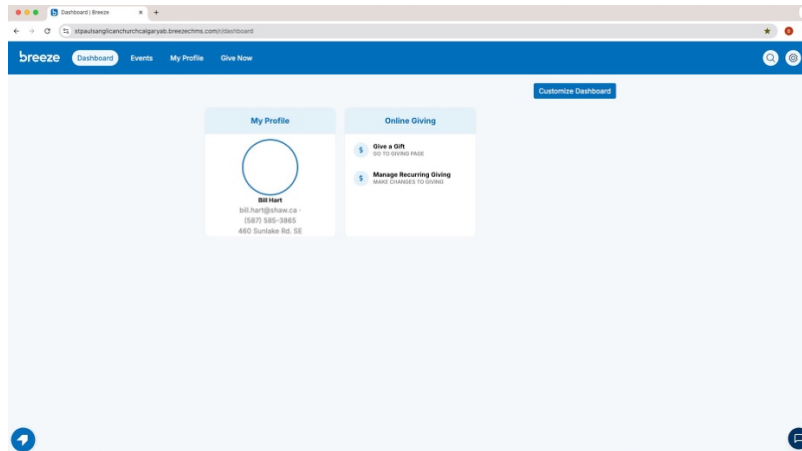 Dashboard | Breeze
stpaulsanglicanchurchcalgaryab.breezechms.com/r/dashboard
breeze Dashboard Events My Profile Give Now
Customize Dashboard
My Profile
Bill Hart
bill.hart@shaw.ca ·
(587) 585-3865
460 Sunlake Rd. SE
Online Giving
$ Give a Gift
GO TO GIVING PAGE
$ Manage Recurring Giving
MAKE CHANGES TO GIVING